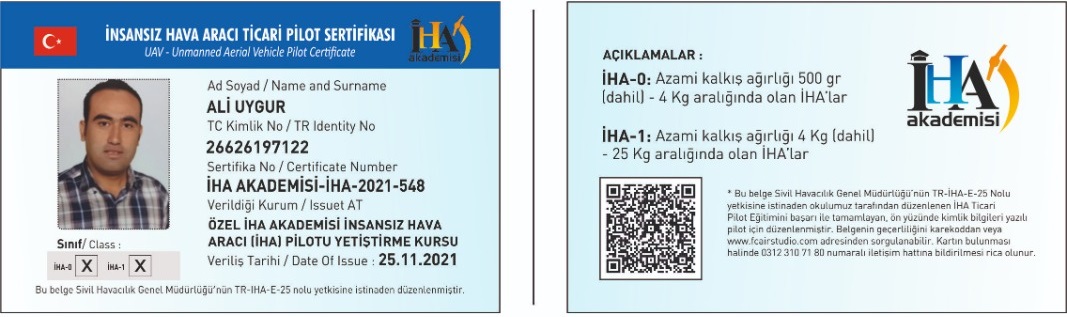 İNSANSIZ HAVA ARACI TİCARİ PİLOT SERTİFİKASI
UAV - Unmanned Aerial Vehicle Pilot Certificate
İHA
akademisi
Ad Soyad / Name and Surname
ALİ UYGUR
TC Kimlik No / TR Identity No
26626197122
Sertifika No / Certificate Number
İHA AKADEMİSİ-İHA-2021-548
Verildiği Kurum / Issuet AT
ÖZEL İHA AKADEMİSİ İNSANSIZ HAVA
ARACI (İHA) PİLOTU YETİŞTİRME KURSU
Veriliş Tarihi / Date Of Issue : 25.11.2021
Sınıf/ Class :
İHA-0 X İHA-1 X
Bu belge Sivil Havacılık Genel Müdürlüğü'nün TR-IHA-E-25 nolu yetkisine istinaden düzenlenmiştir.
AÇIKLAMALAR :
İHA-0: Azami kalkış ağırlığı 500 gr
(dahil) - 4 Kg aralığında olan İHA'lar
İHA-1: Azami kalkış ağırlığı 4 Kg (dahil)
- 25 Kg aralığında olan İHA'lar
İHA
akademisi
* Bu belge Sivil Havacılık Genel Müdürlüğü'nün TR-İHA-E-25 Nolu
yetkisine istinaden okulumuz tarafından düzenlenen İHA Ticari
Pilot Eğitimini başarı ile tamamlayan, ön yüzünde kimlik bilgileri yazılı
pilot için düzenlenmiştir. Belgenin geçerliliğini karekoddan veya
www.fcairstudio.com adresinden sorgulanabilir. Kartın bulunması
halinde 0312 310 71 80 numaralı iletişim hattına bildirilmesi rica olunur.